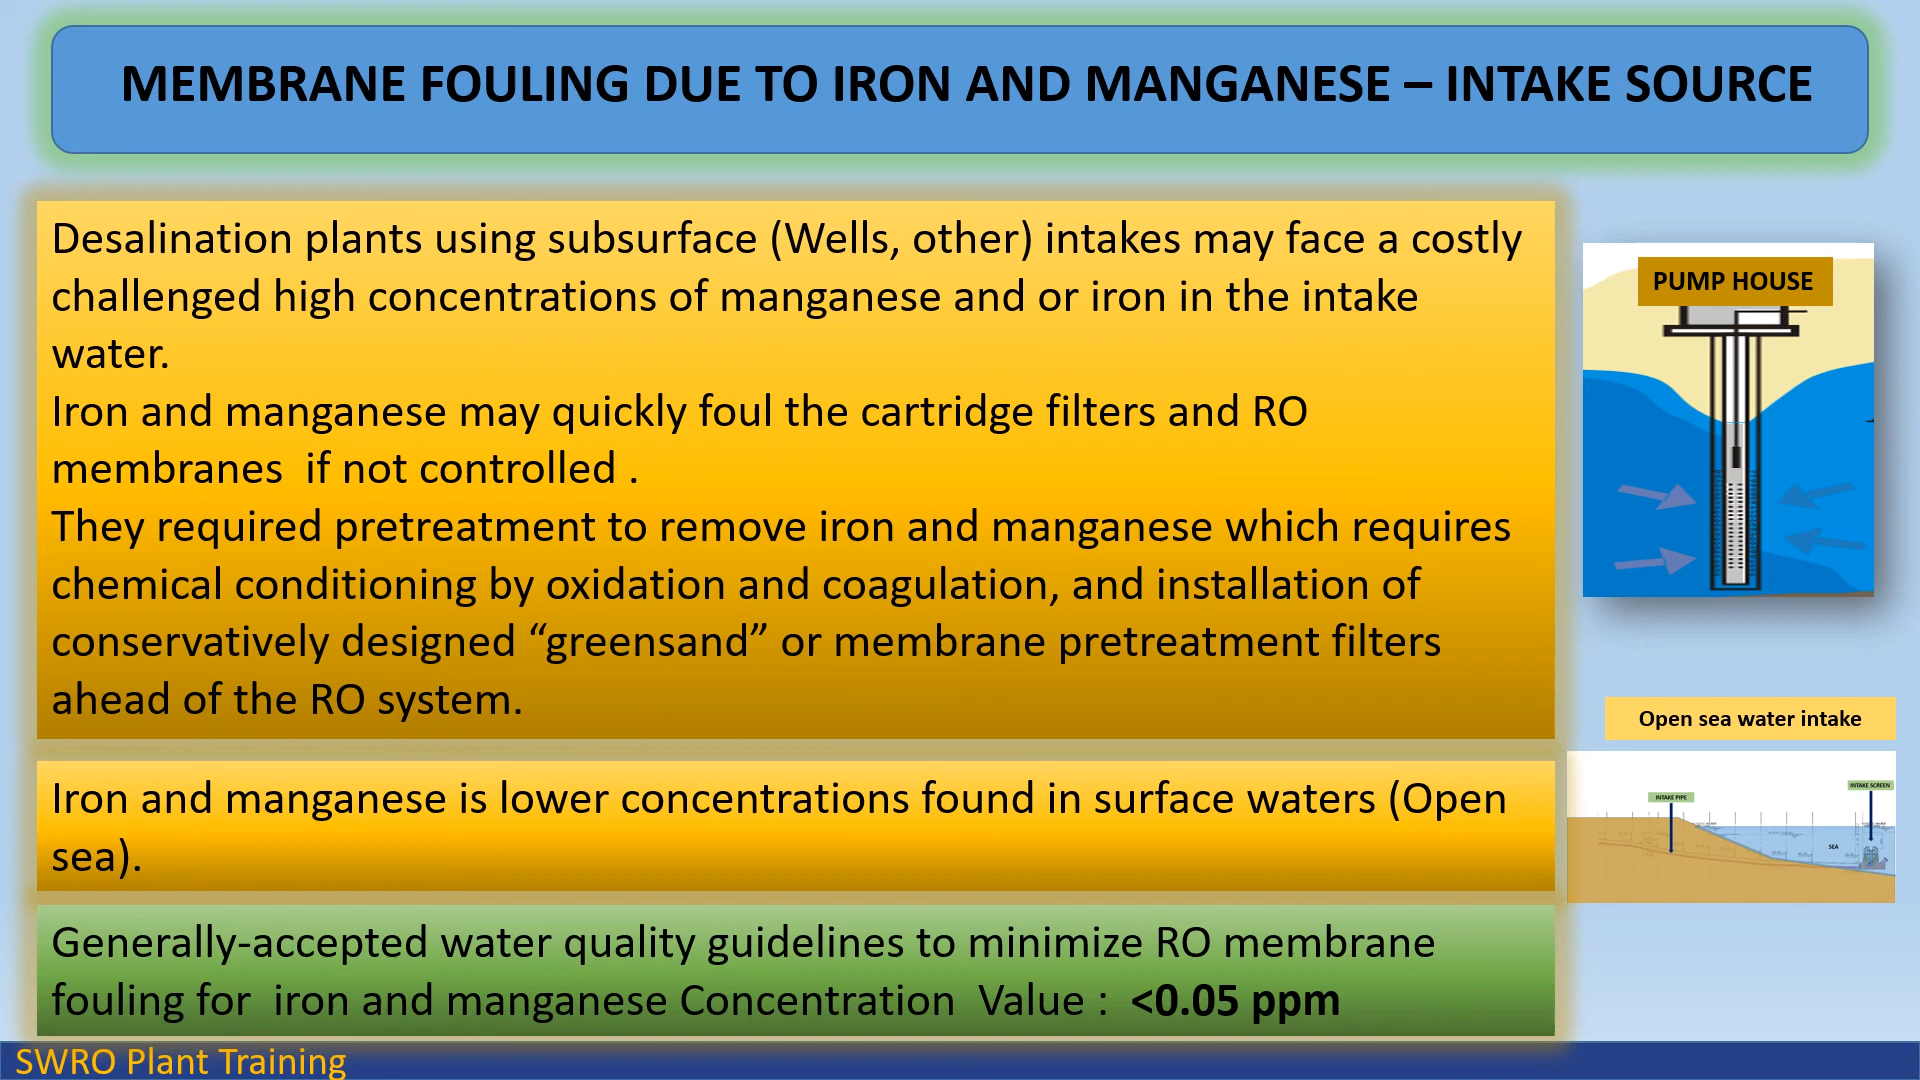 MEMBRANE FOULING DUE TO IRON AND MANGANESE – INTAKE SOURCE
Desalination plants using subsurface (Wells, other) intakes may face a costly
challenged high concentrations of manganese and or iron in the intake
water.
Iron and manganese may quickly foul the cartridge filters and RO
membranes  if not controlled .
They required pretreatment to remove iron and manganese which requires
chemical conditioning by oxidation and coagulation, and installation of
conservatively designed “greensand” or membrane pretreatment filters
ahead of the RO system.
PUMP HOUSE
Open sea water intake
INTAKE PIPE
INTAKE SCREEN
SEA
Iron and manganese is lower concentrations found in surface waters (Open
sea).
Generally-accepted water quality guidelines to minimize RO membrane
fouling for  iron and manganese Concentration  Value :  <0.05 ppm
SWRO Plant Training